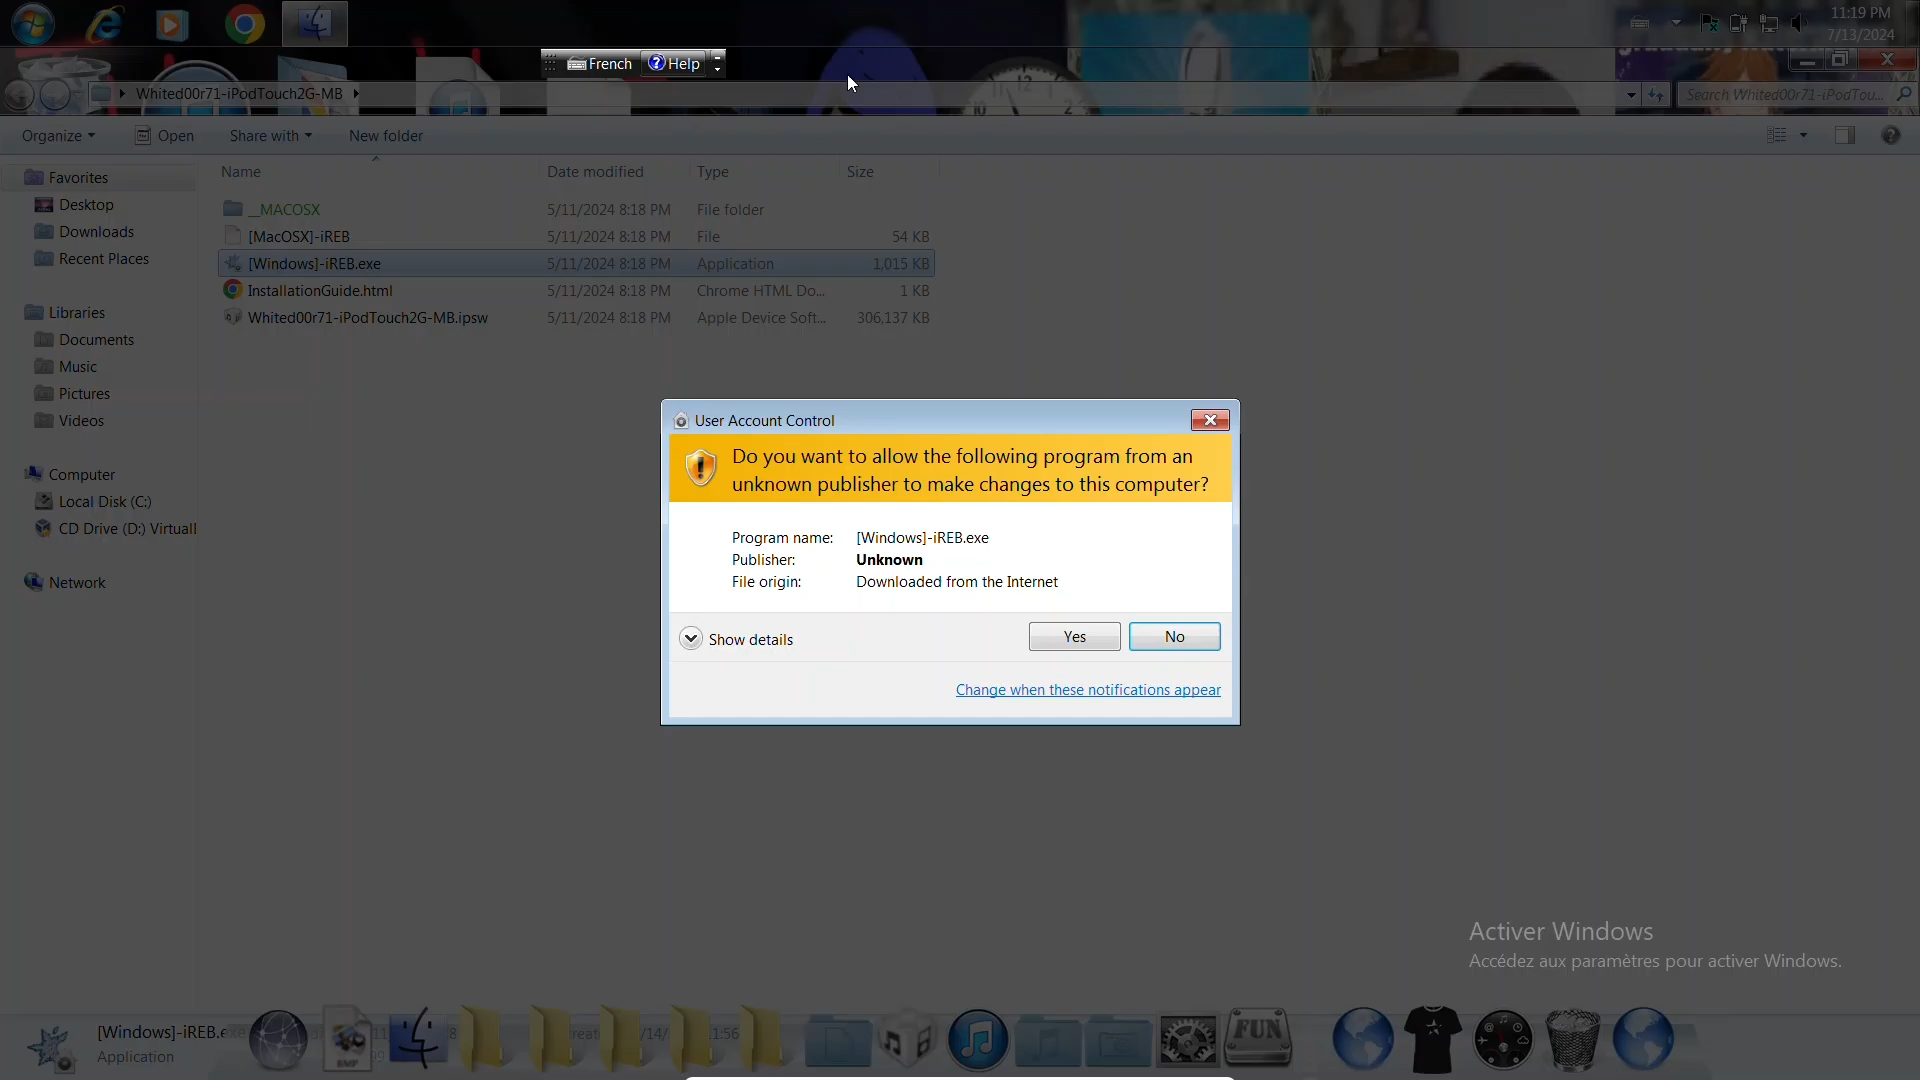 11:19 PM
7/13/2024
French
Help
Whited00r71-iPodTouch2G-MB
Search Whited00r71-iPodTou...
Organize
Open
Share with
New folder
Name
Date modified
Type
Size
Favorites
Desktop
Downloads
Recent Places
Libraries
Documents
Music
Pictures
Videos
Computer
Local Disk (C:)
CD Drive (D:) Virtuall
Network
__MACOSX 5/11/2024 8:18 PM File folder
[MacOSX]-iREB 5/11/2024 8:18 PM File 54 KB
[Windows]-iREB.exe 5/11/2024 8:18 PM Application 1,015 KB
InstallationGuide.html 5/11/2024 8:18 PM Chrome HTML Do... 1 KB
Whited00r71-iPodTouch2G-MB.ipsw 5/11/2024 8:18 PM Apple Device Soft... 306,137 KB
User Account Control
Do you want to allow the following program from an
unknown publisher to make changes to this computer?
Program name: [Windows]-iREB.exe
Publisher: Unknown
File origin: Downloaded from the Internet
Show details
Yes
No
Change when these notifications appear
Activer Windows
Accédez aux paramètres pour activer Windows.
[Windows]-iREB.e
Application
BMP
FUN